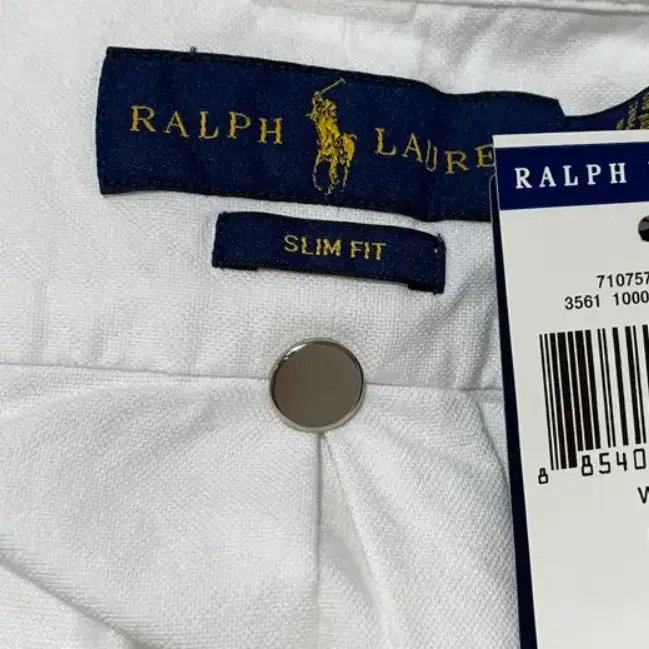 RALPH LAURE
SLIM FIT
RALPH
710757
3561 1000
8 8540